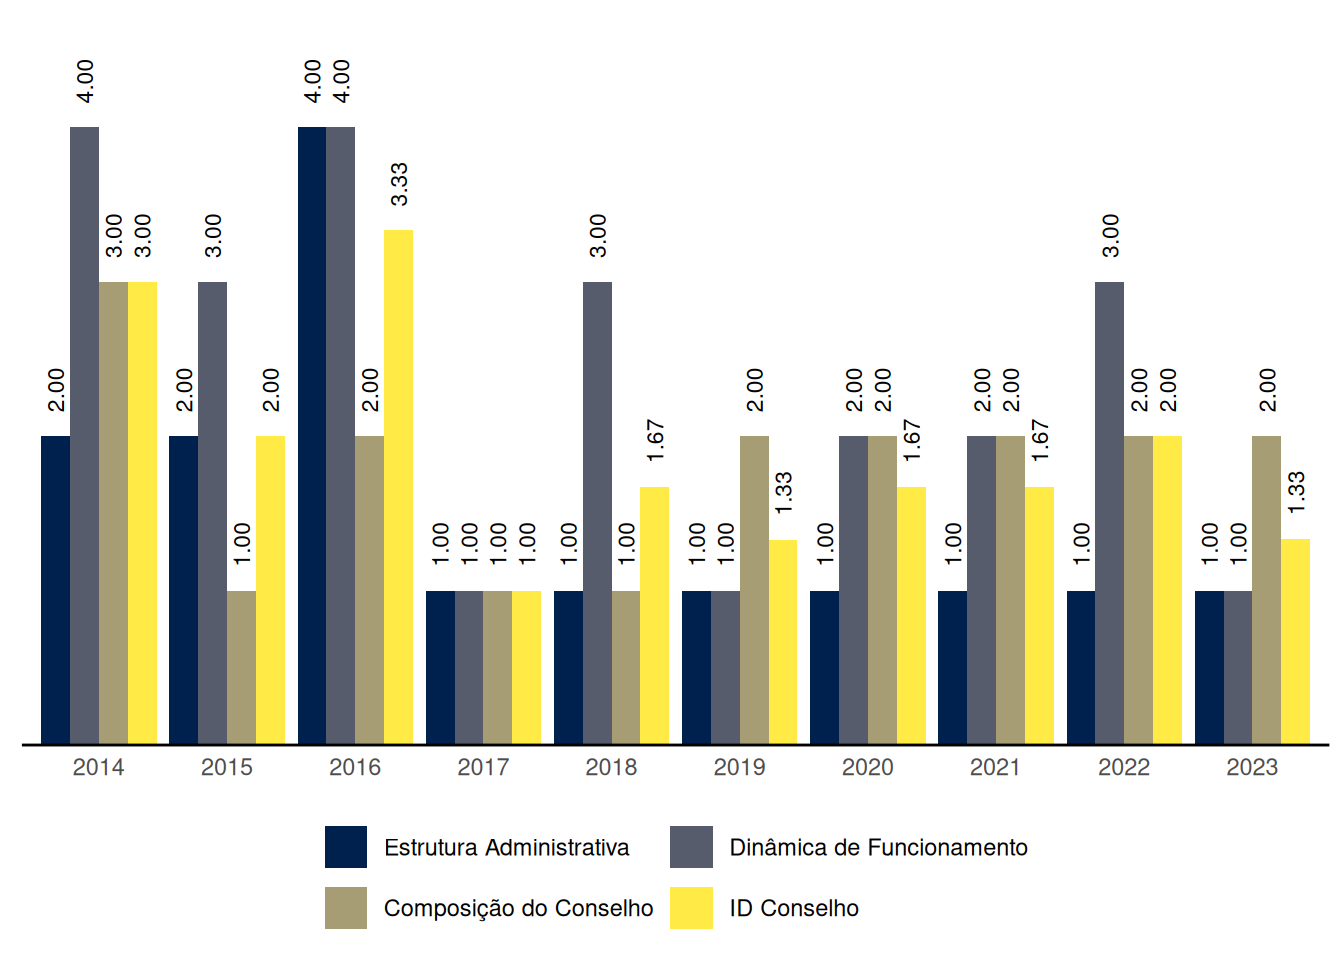 2.00 4.00 3.00 3.00 2.00 3.00 1.00 2.00 4.00 4.00 2.00 3.33 1.00 1.00 1.00 1.00 1.00 3.00 1.00 1.67 1.00 1.00 2.00 1.33 1.00 2.00 2.00 1.67 1.00 2.00 2.00 1.67 1.00 3.00 2.00 2.00 1.00 1.00 2.00 1.33
2014 2015 2016 2017 2018 2019 2020 2021 2022 2023
Estrutura Administrativa Dinâmica de Funcionamento
Composição do Conselho ID Conselho